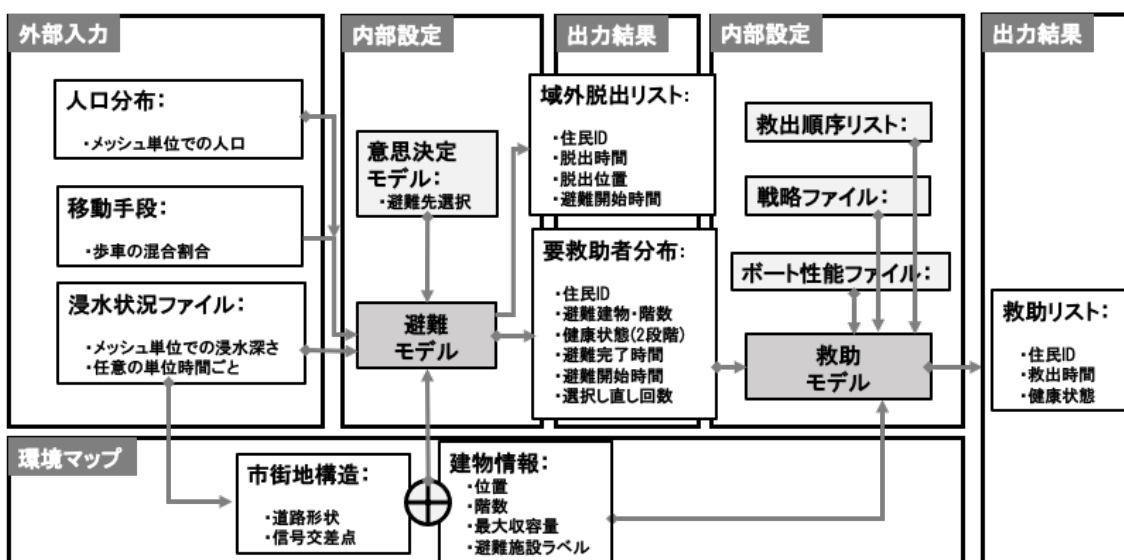 外部入力
人口分布：
・メッシュ単位での人口
移動手段：
・歩車の混合割合
浸水状況ファイル：
・メッシュ単位での浸水深さ
・任意の単位時間ごと
内部設定
意思決定
モデル：
・避難先選択
避難
モデル
出力結果
域外脱出リスト：
・住民ID
・脱出時間
・脱出位置
・避難開始時間
要救助者分布：
・住民ID
・避難建物・階数
・健康状態(2段階)
・避難完了時間
・避難開始時間
・選択し直し回数
内部設定
救出順序リスト：
戦略ファイル：
ボート性能ファイル：
救助
モデル
出力結果
救助リスト：
・住民ID
・救出時間
・健康状態
環境マップ
市街地構造：
・道路形状
・信号交差点
建物情報：
・位置
・階数
・最大収容量
・避難施設ラベル